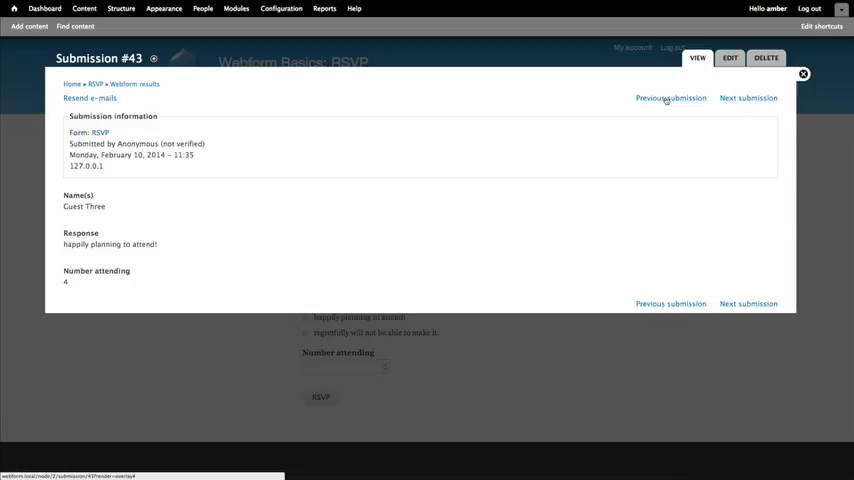 Dashboard Content Structure Appearance People Modules Configuration Reports Help Hello amber Log out
Add content Find content Edit shortcuts
My account Log out
Submission #43 Webform Basics: RSVP VIEW EDIT DELETE
Home » RSVP » Webform results
Resend e-mails Previous submission Next submission
Submission information
Form: RSVP
Submitted by Anonymous (not verified)
Monday, February 10, 2014 - 11:35
127.0.0.1
Name(s)
Guest Three
Response
happily planning to attend!
Number attending
4
Previous submission Next submission
happily planning to attend!
regretfully will not be able to make it.
Number attending
RSVP
webform.local/node/2/submission/43?render=overlay#